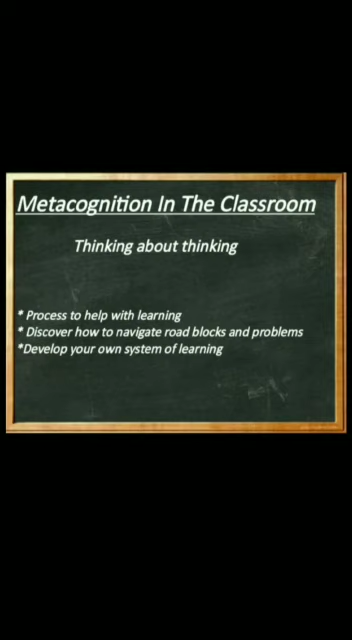 Metacognition In The Classroom
Thinking about thinking
* Process to help with learning
* Discover how to navigate road blocks and problems
*Develop your own system of learning